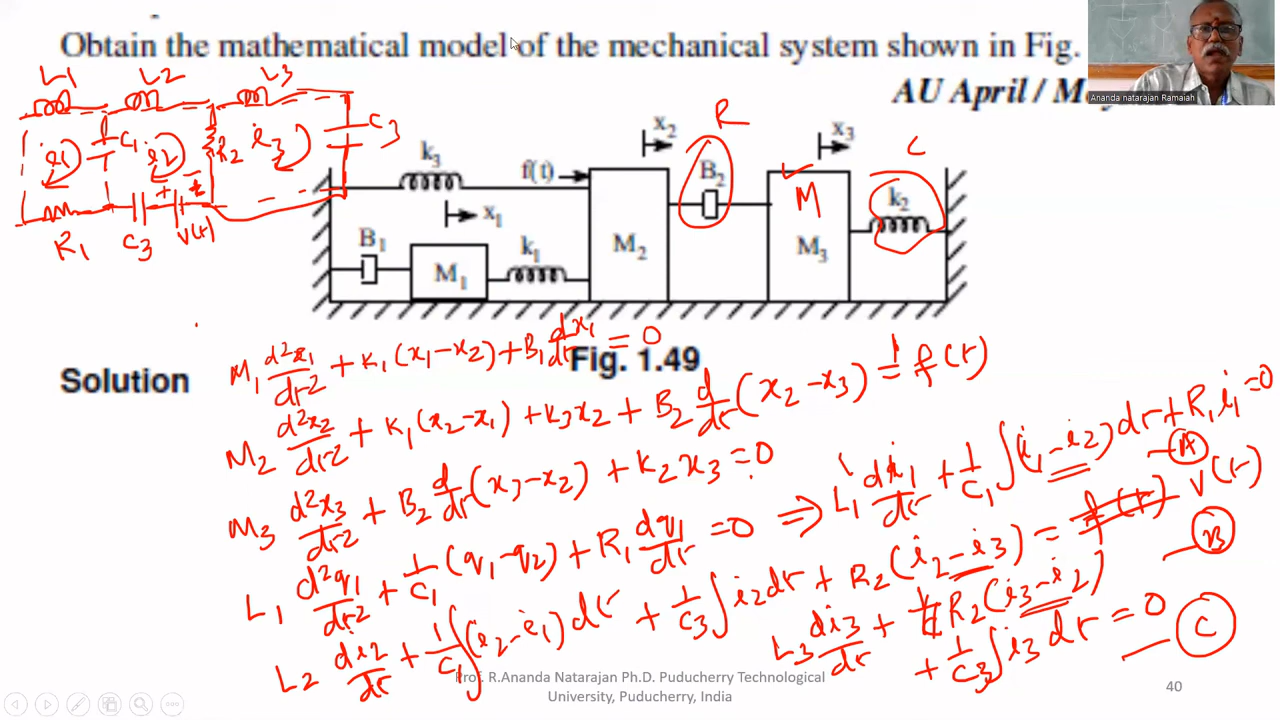 Obtain the mathematical model of the mechanical system shown in Fig.
AU April / M
Ananda natarajan Ramaiah
L1 L2 L3
i1 C1 i2 R2 i3 C3
R1 C3 + V(t)
k3 f(t) x2 R B2 x3 C k2
x1
B1 M1 k1 M2 M M3
Fig. 1.49
Solution
M1 d²x1/dt² + K1(x1-x2) + B1 dx1/dt = 0
M2 d²x2/dt² + K1(x2-x1) + K3x2 + B2 d/dt (x2-x3) = f(t)
M3 d²x3/dt² + B2 d/dt (x3-x2) + K2x3 = 0
L1 d²q1/dt² + 1/C1 (q1-q2) + R1 dq1/dt = 0 ⇒ L1 di1/dt + 1/C1 ∫(i1-i2)dt + R1i1 = 0 — A
L2 di2/dt + 1/C1 ∫(i2-i1)dt + 1/C3 ∫i2dt + R2(i2-i3) = V(t) — B
L3 di3/dt + R2(i3-i2)
+ 1/C3 ∫i3dt = 0 — C
Prof. R.Ananda Natarajan Ph.D. Puducherry Technological
University, Puducherry, India
40